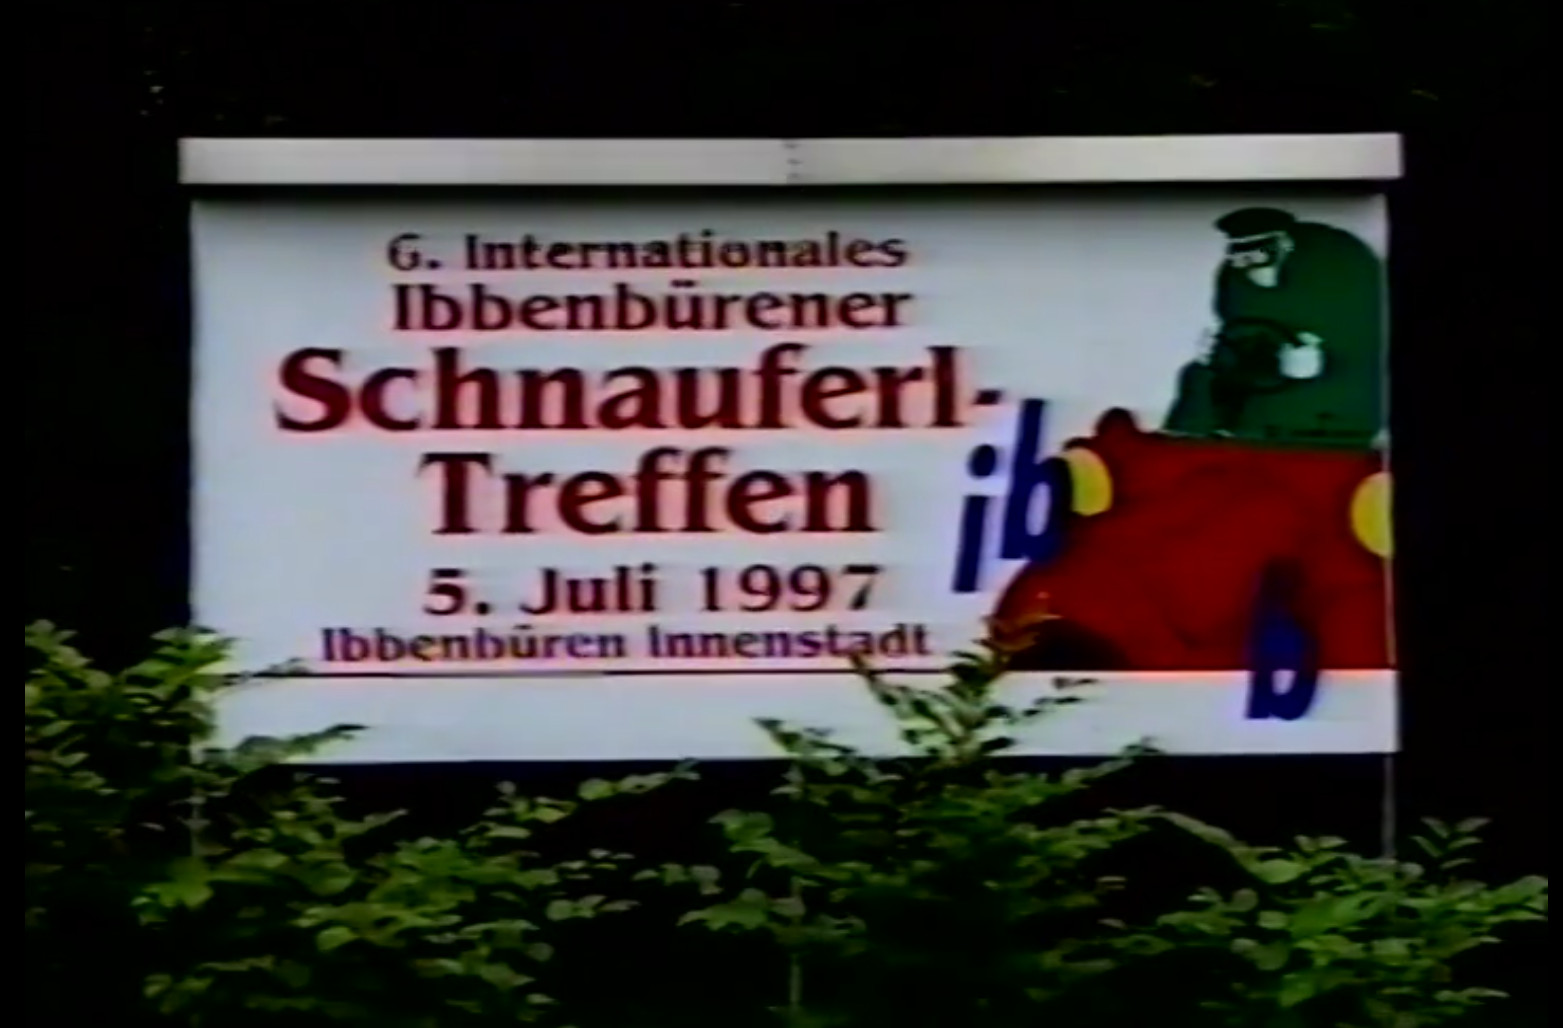 6. Internationales
Ibbenbürener
Schnauferl-
Treffen
5. Juli 1997
Ibbenbüren Innenstadt
ib
b